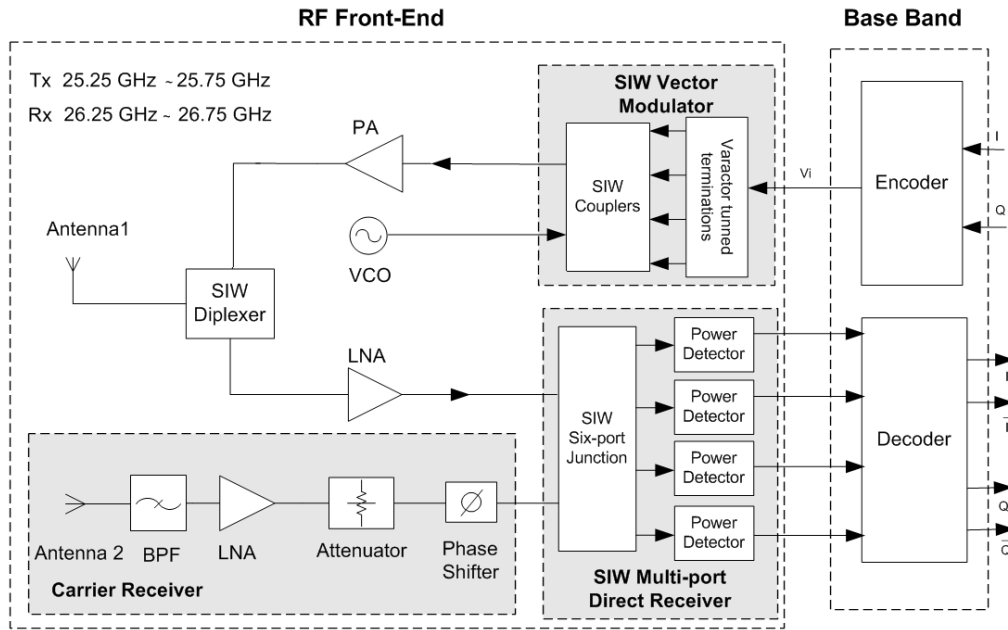 RF Front-End
Base Band
Tx 25.25 GHz ~ 25.75 GHz
Rx 26.25 GHz ~ 26.75 GHz
SIW Vector
Modulator
PA
SIW
Couplers
Varactor tunned
terminations
Vi
Encoder
I
Q
VCO
Antenna1
SIW
Diplexer
LNA
SIW
Six-port
Junction
Power
Detector
Power
Detector
Power
Detector
Power
Detector
Decoder
Q
Antenna 2
BPF
LNA
Attenuator
Phase
Shifter
Carrier Receiver
SIW Multi-port
Direct Receiver